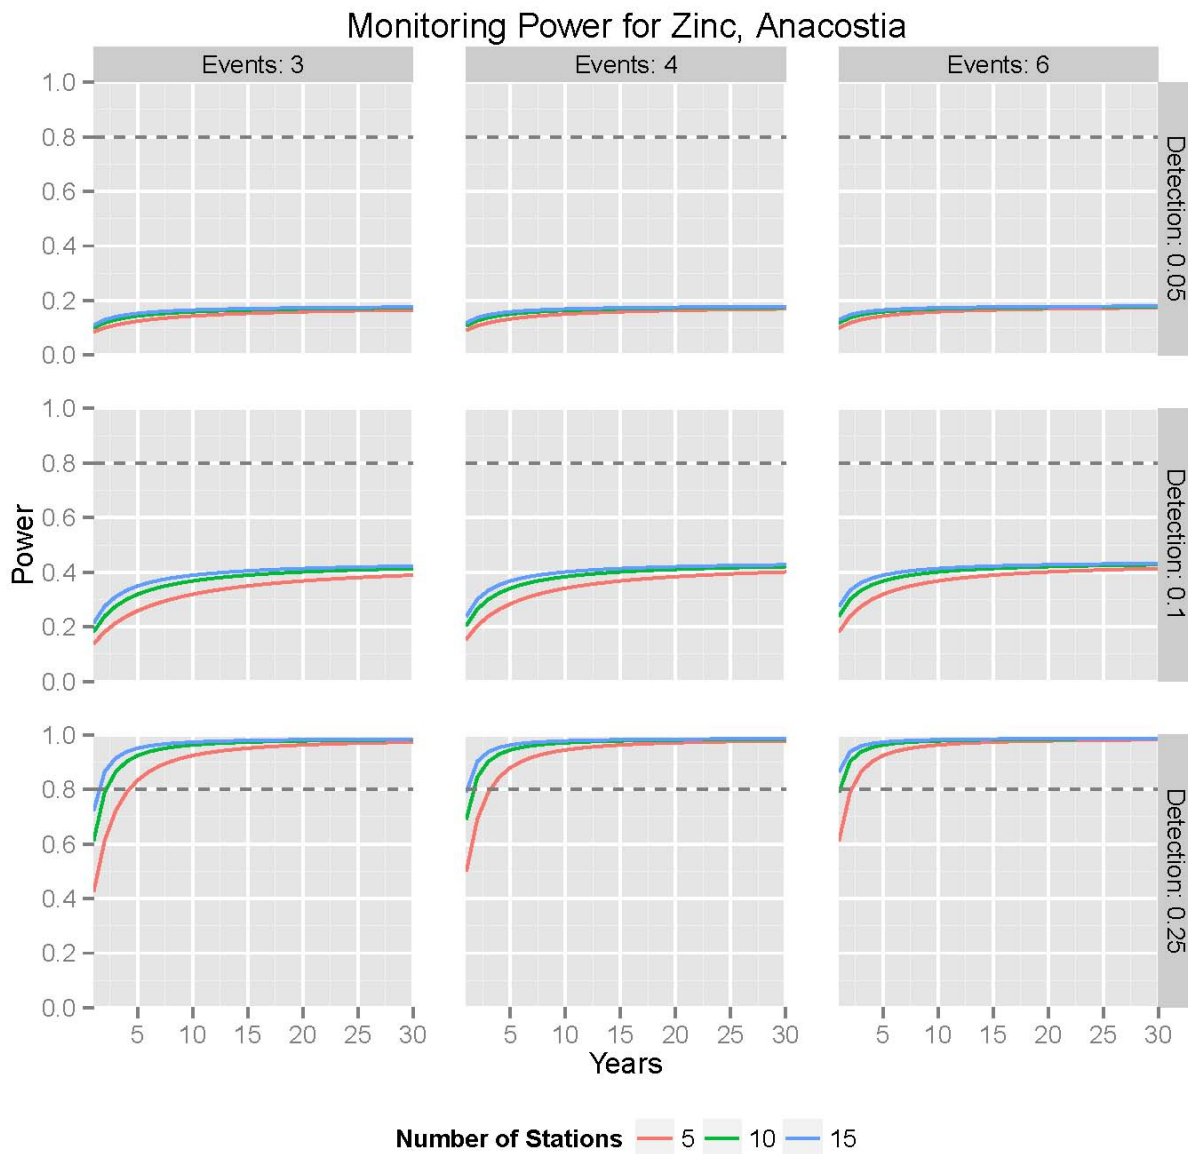 Monitoring Power for Zinc, Anacostia
Events: 3
Events: 4
Events: 6
1.0
0.8
0.6
0.4
0.2
0.0
Detection: 0.05
1.0
0.8
0.6
0.4
0.2
0.0
Detection: 0.1
Power
1.0
0.8
0.6
0.4
0.2
0.0
Detection: 0.25
5 10 15 20 25 30
5 10 15 20 25 30
5 10 15 20 25 30
Years
Number of Stations 5 10 15